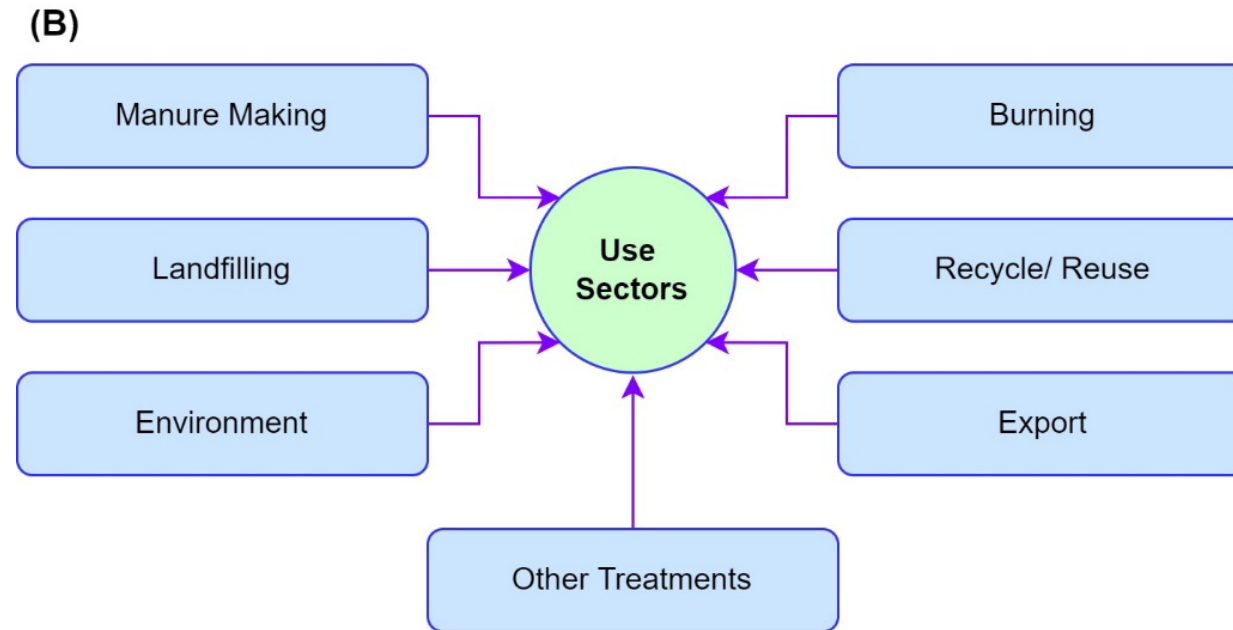 (B)
Manure Making
Burning
Use
Sectors
Landfilling
Recycle/ Reuse
Environment
Export
Other Treatments